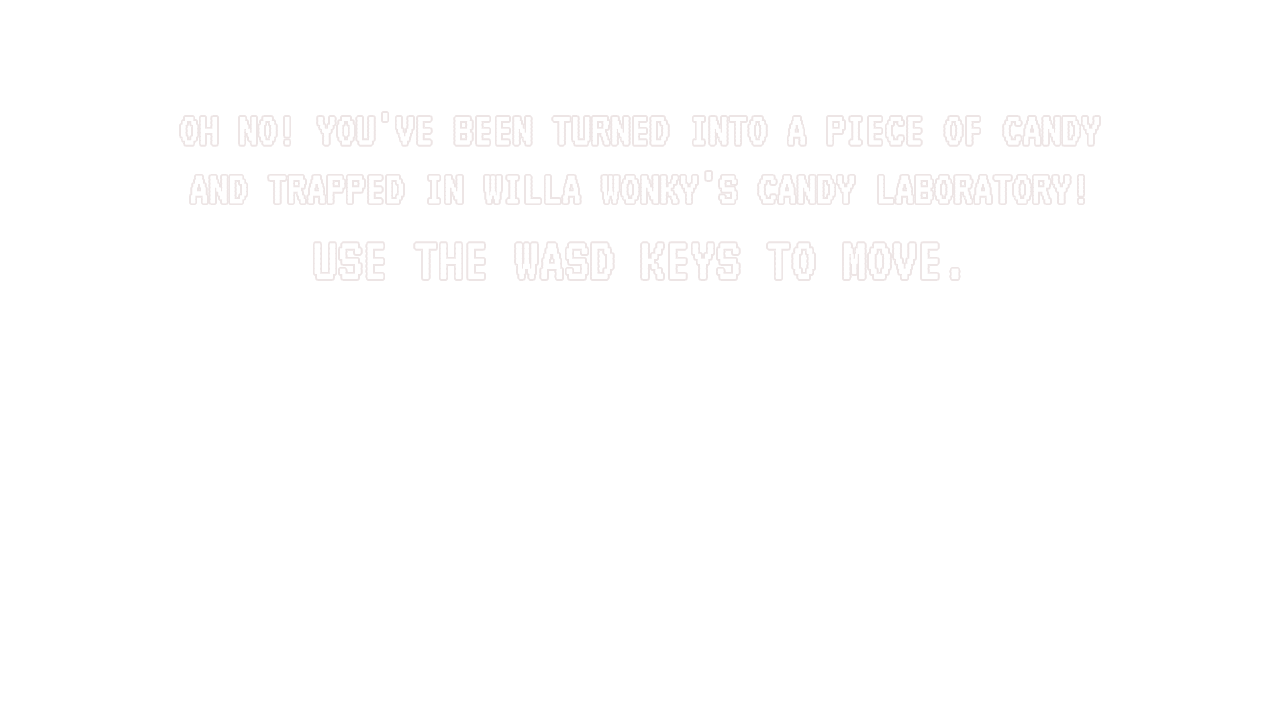 OH NO! YOU'VE BEEN TURNED INTO A PIECE OF CANDY
AND TRAPPED IN WILLA WONKY'S CANDY LABORATORY!
USE THE WASD KEYS TO MOVE.